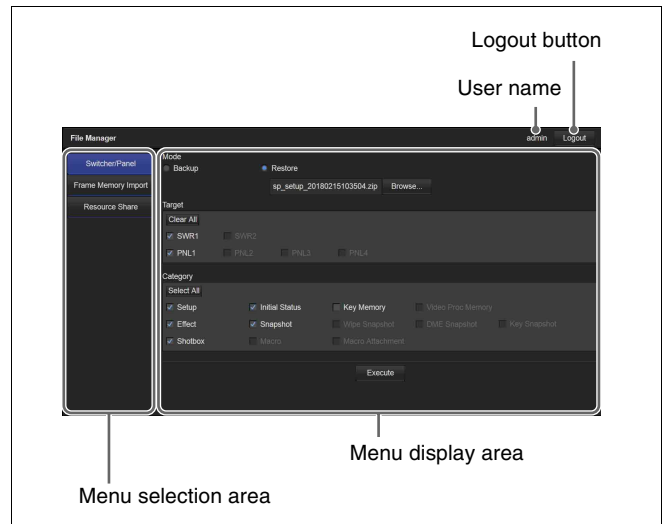 Logout button
User name
File Manager
admin Logout
Switcher/Panel
Frame Memory Import
Resource Share
Mode
Backup Restore
sp_setup_20180215103504.zip Browse...
Target
Clear All
SWR1 SWR2
PNL1 PNL2 PNL3 PNL4
Category
Select All
Setup Initial Status Key Memory Video Proc Memory
Effect Snapshot Wipe Snapshot DME Snapshot Key Snapshot
Shotbox Macro Macro Attachment
Execute
Menu display area
Menu selection area